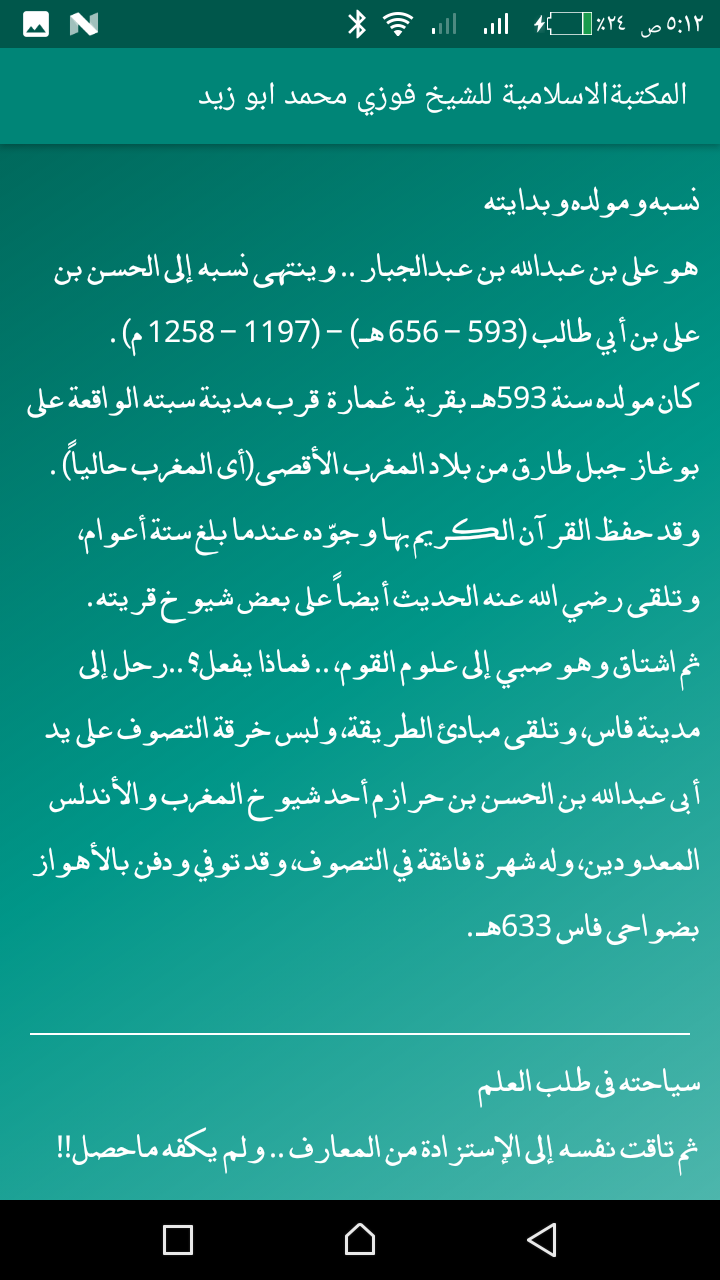 ٥:١٢ ص ٪٢٤
المكتبةالاسلامية للشيخ فوزي محمد ابو زيد
نسبه ومولده وبدايته
هو على بن عبدالله بن عبدالجبار .. وينتهى نسبه إلى الحسن بن
على بن أبي طالب (593 – 656 هـ) – (1197 – 1258 م) .
كان مولده سنة 593هـ بقرية غمارة قرب مدينة سبته الواقعة على
بوغاز جبل طارق من بلاد المغرب الأقصى(أى المغرب حالياً) .
وقد حفظ القرآن الكريم بها وجوّده عندما بلغ ستة أعوام،
وتلقى رضي الله عنه الحديث أيضاً على بعض شيوخ قريته.
ثم اشتاق وهو صبي إلى علوم القوم، .. فماذا يفعل؟ ..رحل إلى
مدينة فاس، وتلقى مبادئ الطريقة، ولبس خرقة التصوف على يد
أبى عبدالله بن الحسن بن حرازم أحد شيوخ المغرب والأندلس
المعدودين، وله شهرة فائقة في التصوف، وقد توفي ودفن بالأهواز
بضواحى فاس 633هـ .
سياحته فى طلب العلم
ثم تاقت نفسه إلى الإستزادة من المعارف .. ولم يكفه ماحصل!!